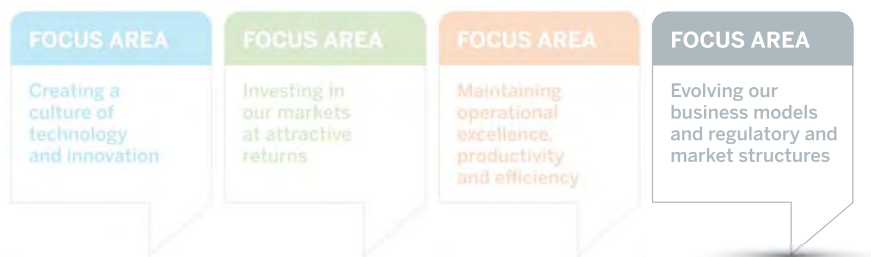 FOCUS AREA
Creating a
culture of
technology
and innovation
FOCUS AREA
Investing in
our markets
at attractive
returns
FOCUS AREA
Maintaining
operational
excellence,
productivity
and efficiency
FOCUS AREA
Evolving our
business models
and regulatory and
market structures